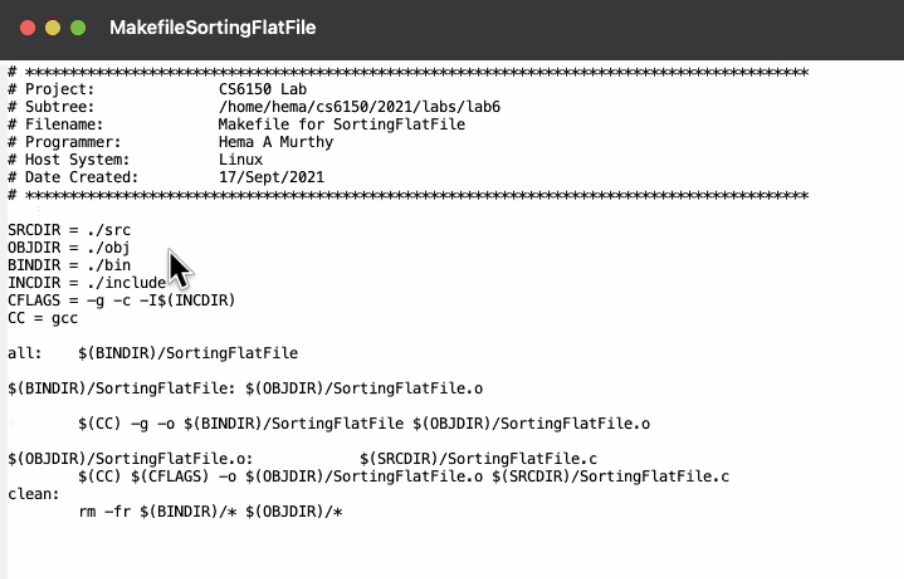 MakefileSortingFlatFile
# *****************************************************************************************
# Project: CS6150 Lab
# Subtree: /home/hema/cs6150/2021/labs/lab6
# Filename: Makefile for SortingFlatFile
# Programmer: Hema A Murthy
# Host System: Linux
# Date Created: 17/Sept/2021
# *****************************************************************************************
SRCDIR = ./src
OBJDIR = ./obj
BINDIR = ./bin
INCDIR = ./include
CFLAGS = -g -c -I$(INCDIR)
CC = gcc
all: $(BINDIR)/SortingFlatFile
$(BINDIR)/SortingFlatFile: $(OBJDIR)/SortingFlatFile.o
$(CC) -g -o $(BINDIR)/SortingFlatFile $(OBJDIR)/SortingFlatFile.o
$(OBJDIR)/SortingFlatFile.o: $(SRCDIR)/SortingFlatFile.c
$(CC) $(CFLAGS) -o $(OBJDIR)/SortingFlatFile.o $(SRCDIR)/SortingFlatFile.c
clean:
rm -fr $(BINDIR)/* $(OBJDIR)/*